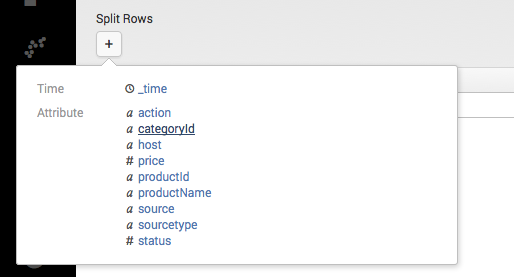 Split Rows
+
Time _time
Attribute a action
a categoryId
a host
# price
a productId
a productName
a source
a sourcetype
# status